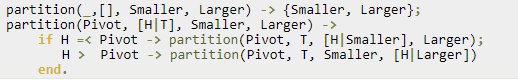 partition(_,[], Smaller, Larger) -> {Smaller, Larger};
partition(Pivot, [H|T], Smaller, Larger) ->
    if H =< Pivot -> partition(Pivot, T, [H|Smaller], Larger);
       H >  Pivot -> partition(Pivot, T, Smaller, [H|Larger])
    end.